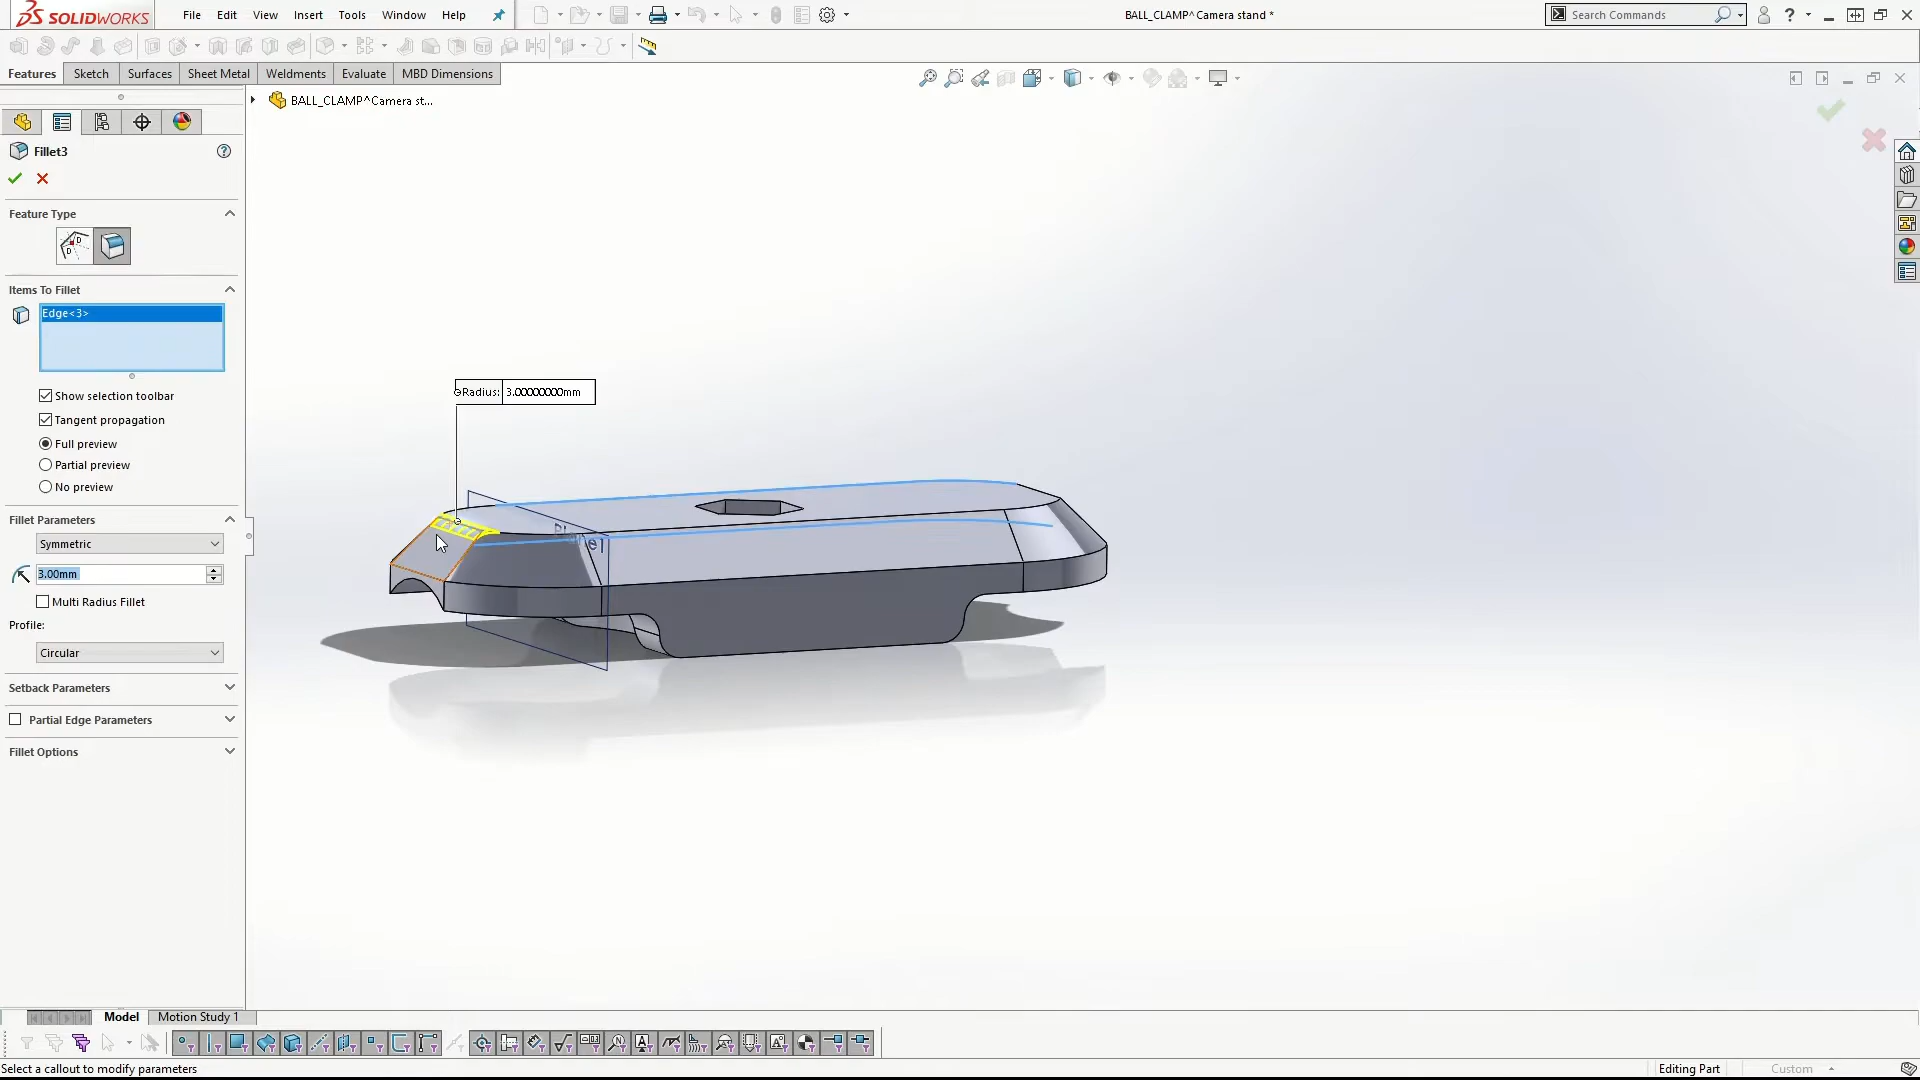 SOLIDWORKS
File Edit View Insert Tools Window Help
BALL_CLAMP^Camera stand *
Search Commands
Features Sketch Surfaces Sheet Metal Weldments Evaluate MBD Dimensions
BALL_CLAMP^Camera st...
Fillet3
Feature Type
Items To Fillet
Edge<3>
Show selection toolbar
Tangent propagation
Full preview
Partial preview
No preview
Fillet Parameters
Symmetric
3.00mm
Multi Radius Fillet
Profile:
Circular
Setback Parameters
Partial Edge Parameters
Fillet Options
Radius: 3.00000000mm
Model Motion Study 1
Select a callout to modify parameters
Editing Part
Custom